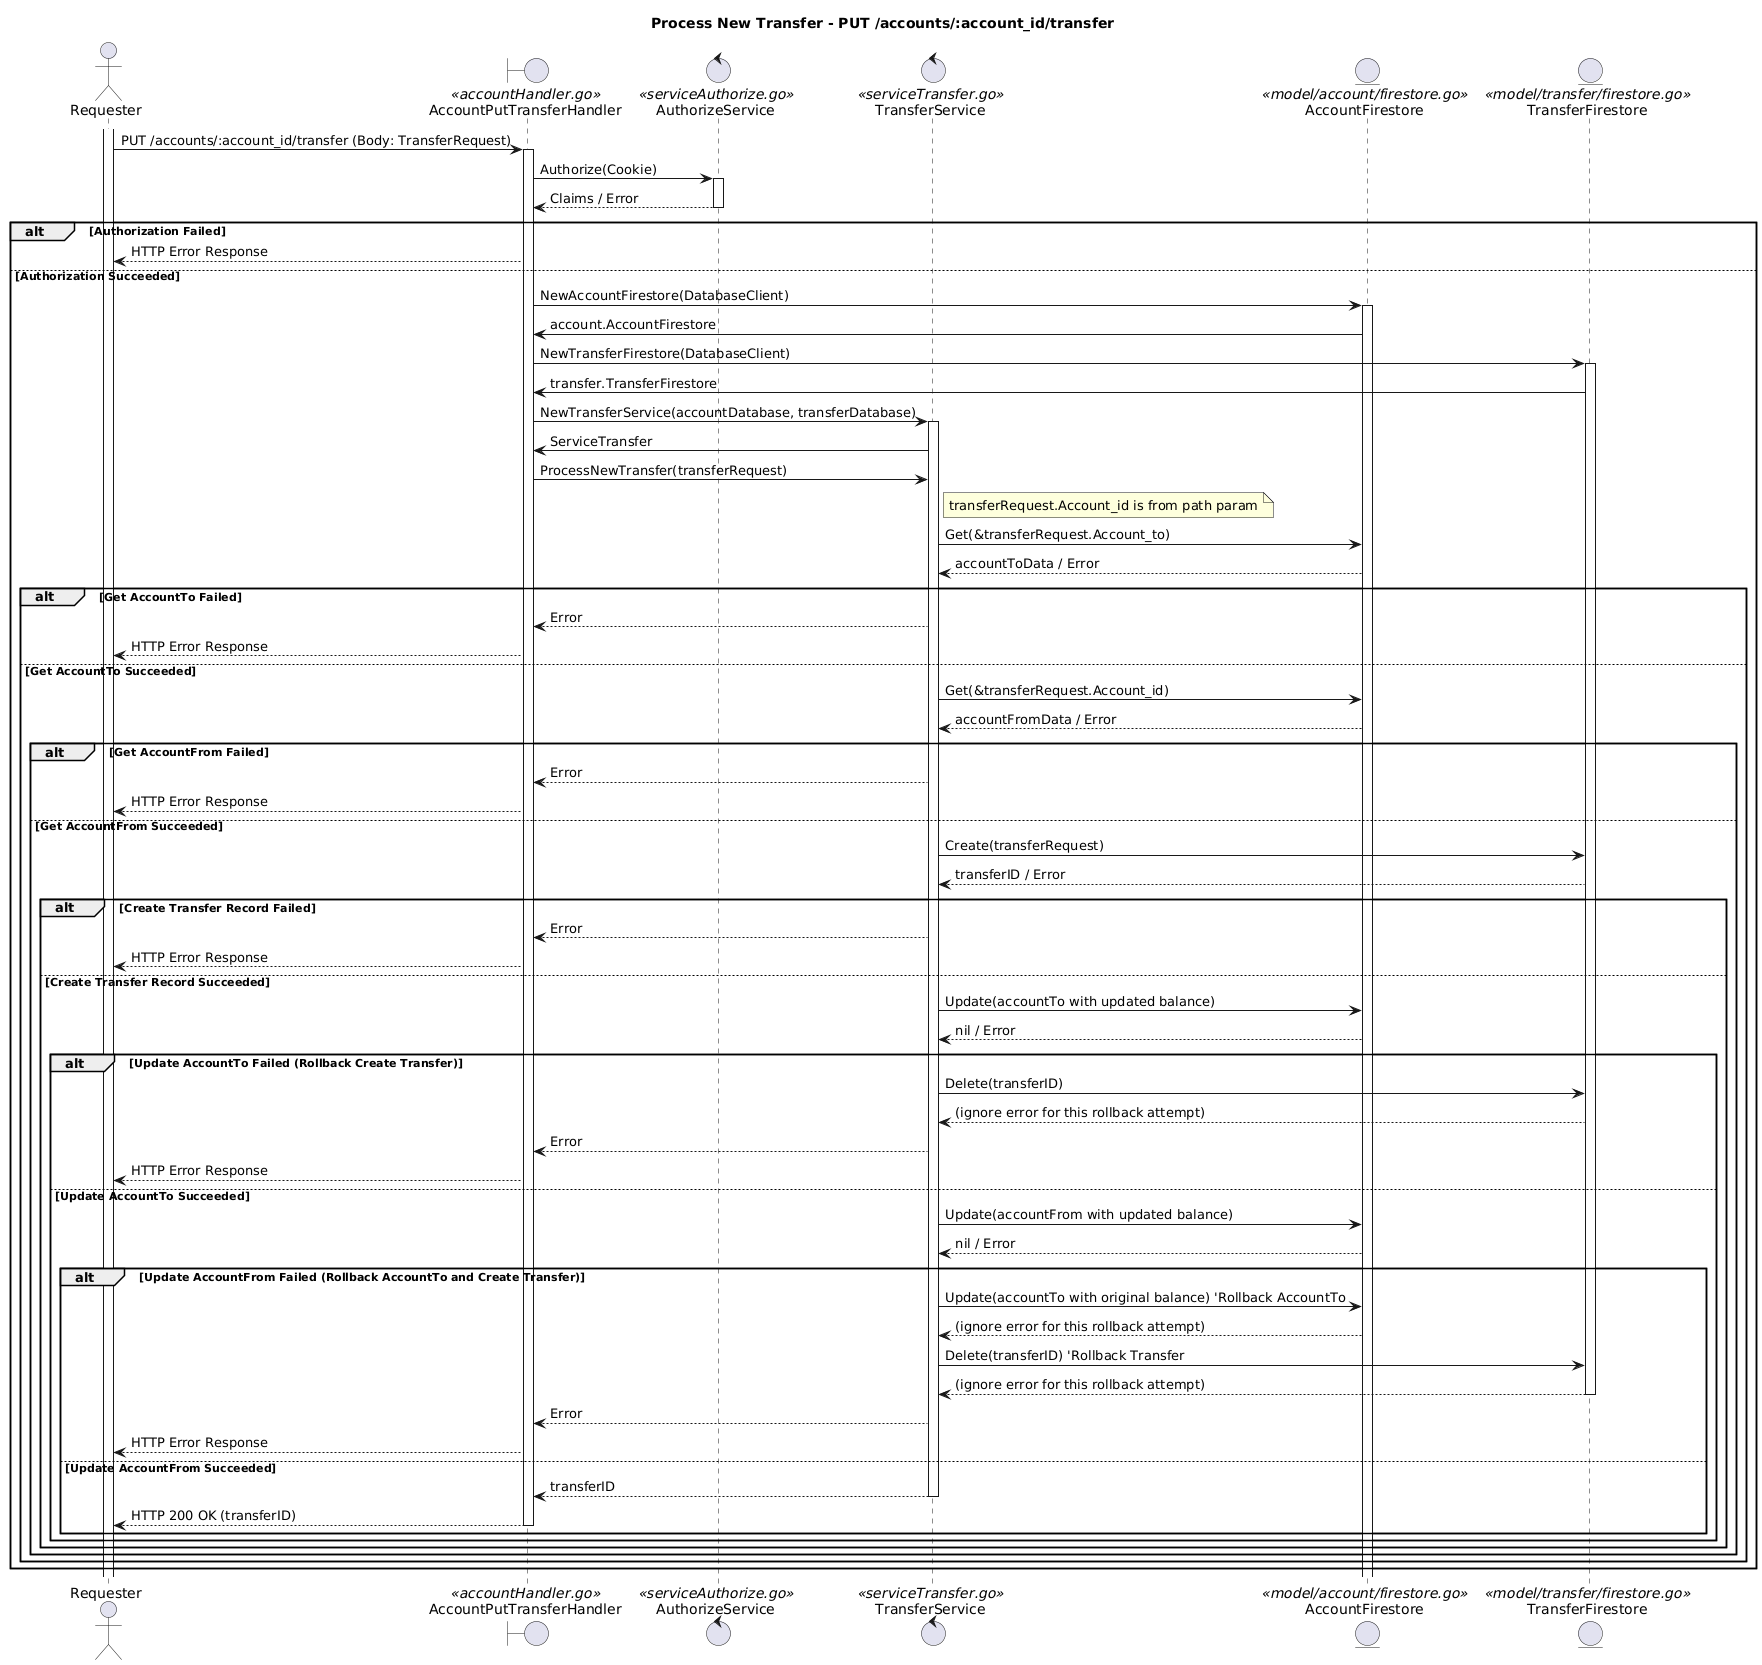 Process New Transfer - PUT /accounts/:account_id/transfer
Requester
«accountHandler.go»
AccountPutTransferHandler
«serviceAuthorize.go»
AuthorizeService
«serviceTransfer.go»
TransferService
«model/account/firestore.go»
AccountFirestore
«model/transfer/firestore.go»
TransferFirestore
PUT /accounts/:account_id/transfer (Body: TransferRequest)
Authorize(Cookie)
Claims / Error
alt [Authorization Failed]
HTTP Error Response
[Authorization Succeeded]
NewAccountFirestore(DatabaseClient)
account.AccountFirestore
NewTransferFirestore(DatabaseClient)
transfer.TransferFirestore
NewTransferService(accountDatabase, transferDatabase)
ServiceTransfer
ProcessNewTransfer(transferRequest)
transferRequest.Account_id is from path param
Get(&transferRequest.Account_to)
accountToData / Error
alt [Get AccountTo Failed]
Error
HTTP Error Response
[Get AccountTo Succeeded]
Get(&transferRequest.Account_id)
accountFromData / Error
alt [Get AccountFrom Failed]
Error
HTTP Error Response
[Get AccountFrom Succeeded]
Create(transferRequest)
transferID / Error
alt [Create Transfer Record Failed]
Error
HTTP Error Response
[Create Transfer Record Succeeded]
Update(accountTo with updated balance)
nil / Error
alt [Update AccountTo Failed (Rollback Create Transfer)]
Delete(transferID)
(ignore error for this rollback attempt)
Error
HTTP Error Response
[Update AccountTo Succeeded]
Update(accountFrom with updated balance)
nil / Error
alt [Update AccountFrom Failed (Rollback AccountTo and Create Transfer)]
Update(accountTo with original balance) 'Rollback AccountTo
(ignore error for this rollback attempt)
Delete(transferID) 'Rollback Transfer
(ignore error for this rollback attempt)
Error
HTTP Error Response
[Update AccountFrom Succeeded]
transferID
HTTP 200 OK (transferID)
Requester
«accountHandler.go»
AccountPutTransferHandler
«serviceAuthorize.go»
AuthorizeService
«serviceTransfer.go»
TransferService
«model/account/firestore.go»
AccountFirestore
«model/transfer/firestore.go»
TransferFirestore